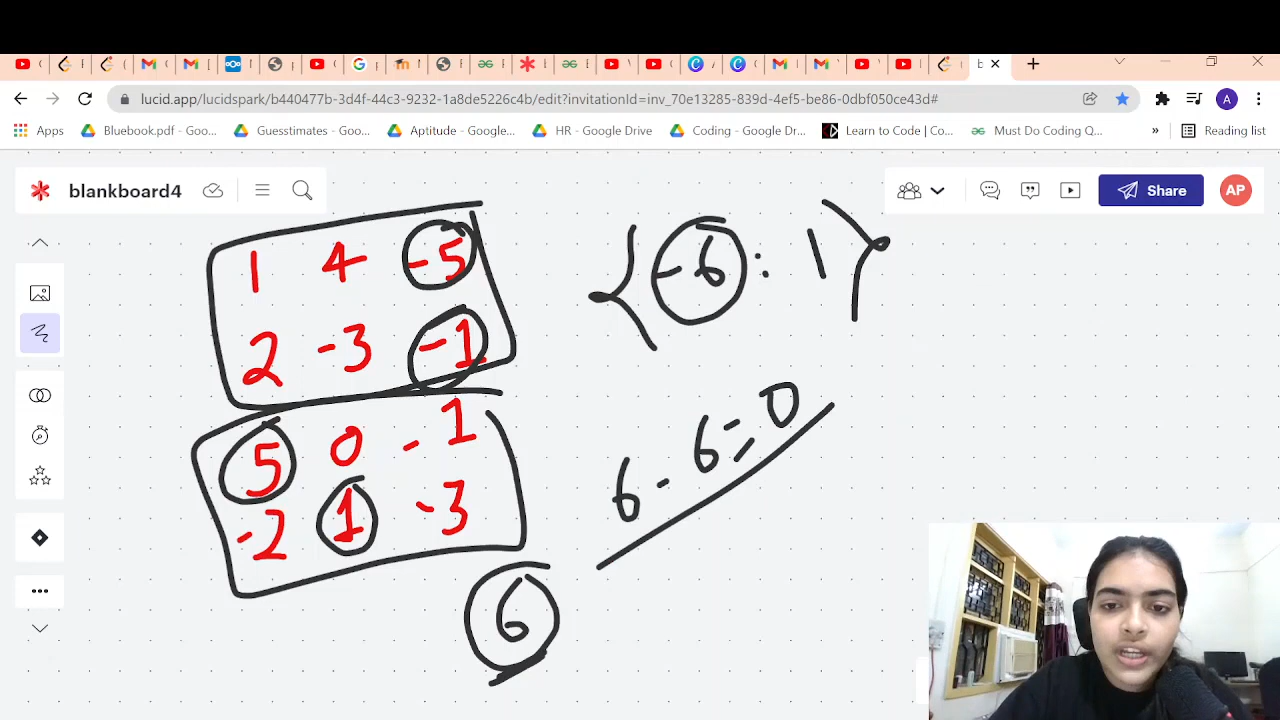 lucid.app/lucidspark/b440477b-3d4f-44c3-9232-1a8de5226c4b/edit?invitationId=inv_70e13285-839d-4ef5-be86-0dbf050ce43d#
A
Apps
Bluebook.pdf - Goo...
Guesstimates - Goo...
Aptitude - Google...
HR - Google Drive
Coding - Google Dr...
Learn to Code | Co...
Must Do Coding Q...
»
Reading list
blankboard4
Share
AP
1 4 -5
2 -3 -1
5 0 -1
-2 1 -3
{ -6 : 1 }
6 - 6 = 0
6